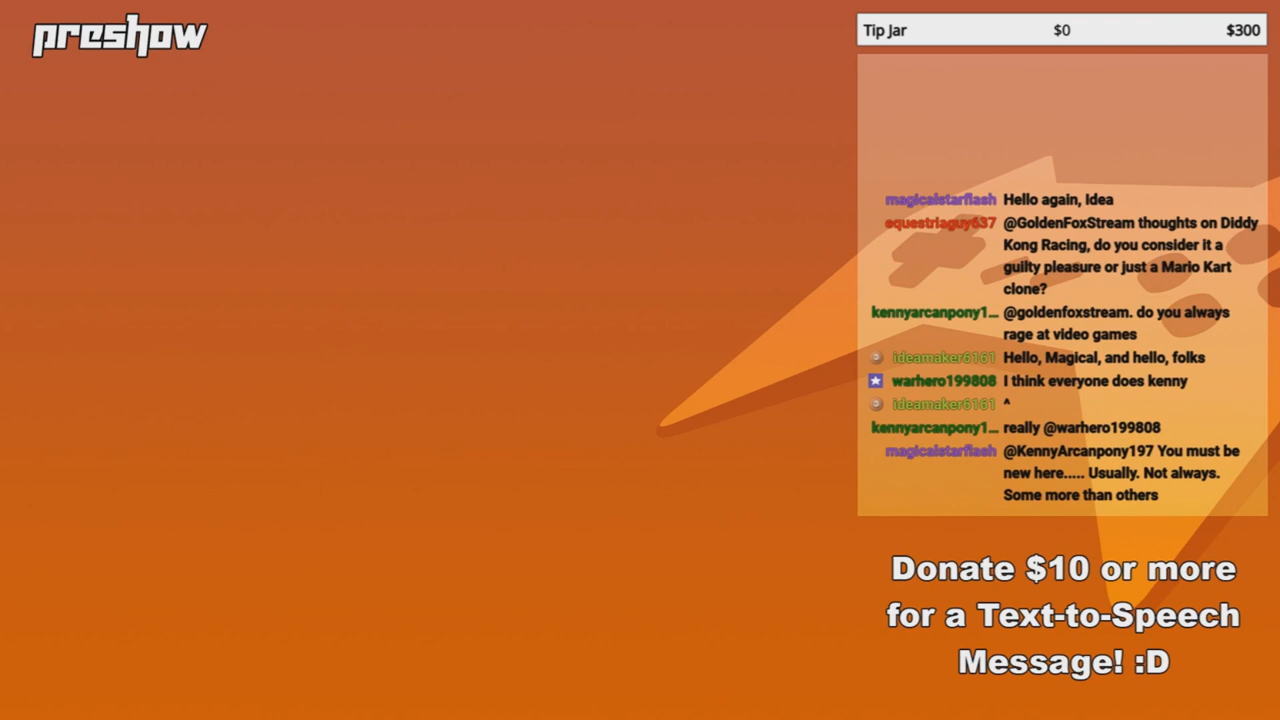 preshow
Tip Jar $0 $300
magicalstarflash Hello again, Idea
equestriaguy637 @GoldenFoxStream thoughts on Diddy
Kong Racing, do you consider it a
guilty pleasure or just a Mario Kart
clone?
kennyarcanpony1... @goldenfoxstream. do you always
rage at video games
ideamaker6161 Hello, Magical, and hello, folks
warhero199808 I think everyone does kenny
ideamaker6161 ^
kennyarcanpony1... really @warhero199808
magicalstarflash @KennyArcanpony197 You must be
new here..... Usually. Not always.
Some more than others
Donate $10 or more
for a Text-to-Speech
Message! :D